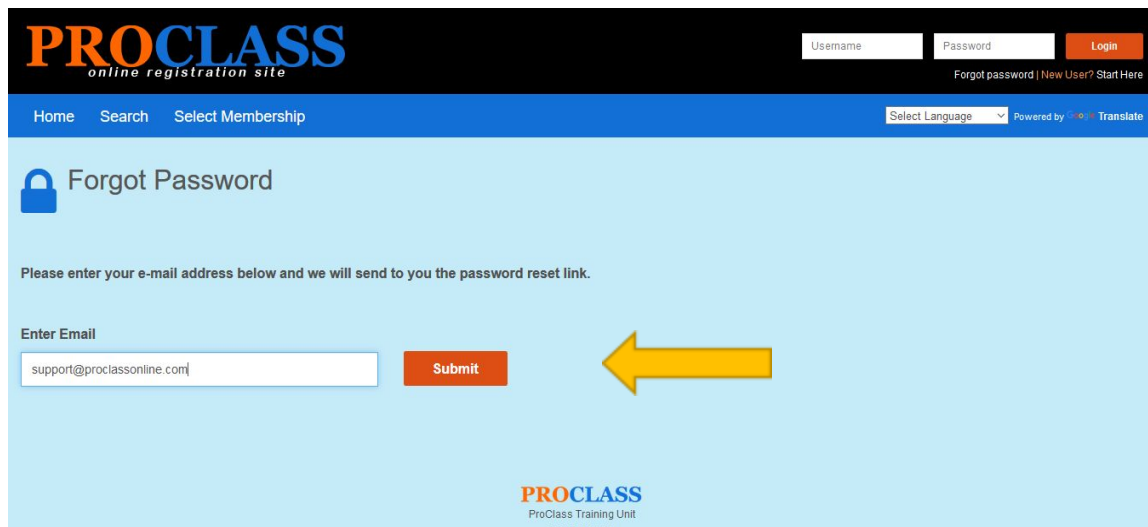 PROCLASS
online registration site
Username
Password
Login
Forgot password | New User? Start Here
Home Search Select Membership
Select Language
Powered by Google Translate
Forgot Password
Please enter your e-mail address below and we will send to you the password reset link.
Enter Email
support@proclassonline.com
Submit
PROCLASS
ProClass Training Unit